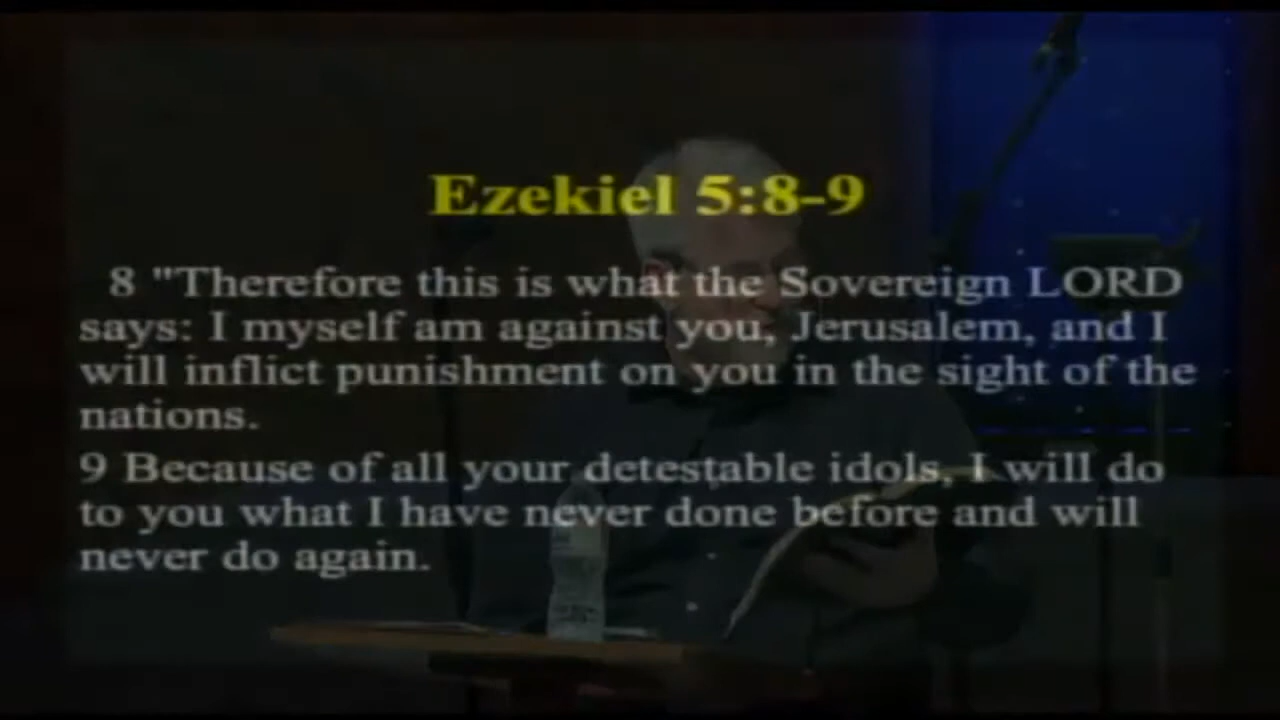 Ezekiel 5:8-9
8 "Therefore this is what the Sovereign LORD
says: I myself am against you, Jerusalem, and I
will inflict punishment on you in the sight of the
nations.
9 Because of all your detestable idols, I will do
to you what I have never done before and will
never do again.